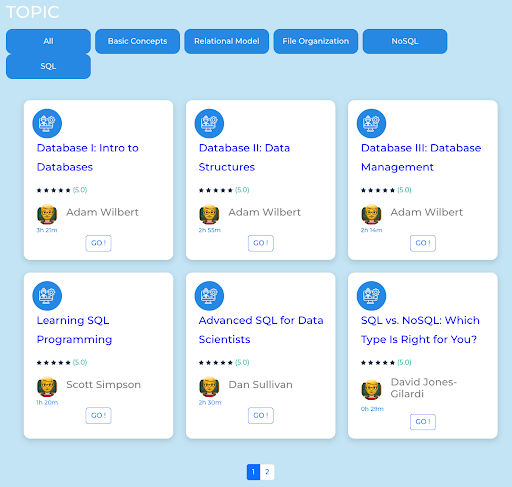 TOPIC
All
Basic Concepts
Relational Model
File Organization
NoSQL
SQL
Database I: Intro to
Databases
(5.0)
Adam Wilbert
3h 21m
GO !
Database II: Data
Structures
(5.0)
Adam Wilbert
2h 55m
GO !
Database III: Database
Management
(5.0)
Adam Wilbert
2h 14m
GO !
Learning SQL
Programming
(5.0)
Scott Simpson
1h 20m
GO !
Advanced SQL for Data
Scientists
(5.0)
Dan Sullivan
2h 30m
GO !
SQL vs. NoSQL: Which
Type Is Right for You?
(5.0)
David Jones-
Gilardi
0h 29m
GO !
1 2